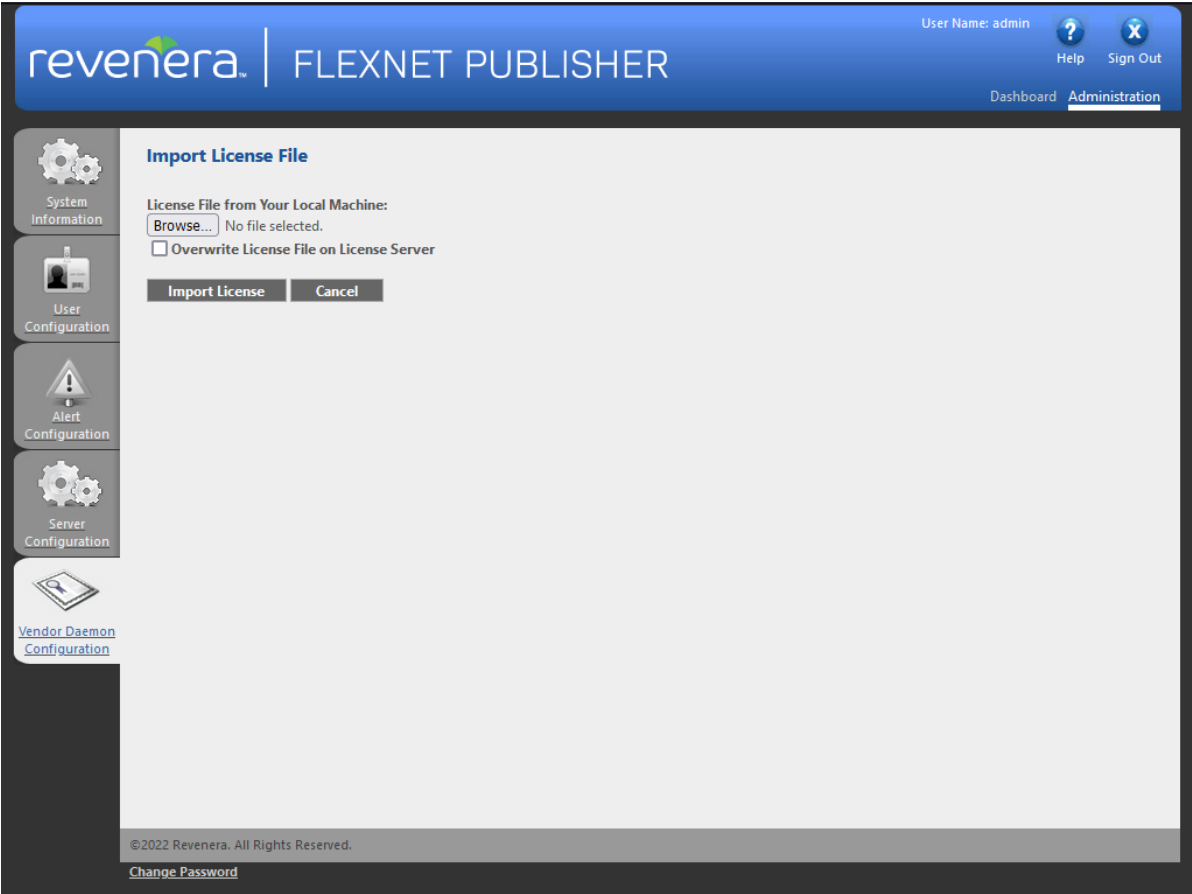 User Name: admin
revenera™ FLEXNET PUBLISHER
?
X
Help
Sign Out
Dashboard Administration
System
Information
User
Configuration
Alert
Configuration
Server
Configuration
Vendor Daemon
Configuration
Import License File
License File from Your Local Machine:
Browse... No file selected.
Overwrite License File on License Server
Import License Cancel
©2022 Revenera. All Rights Reserved.
Change Password